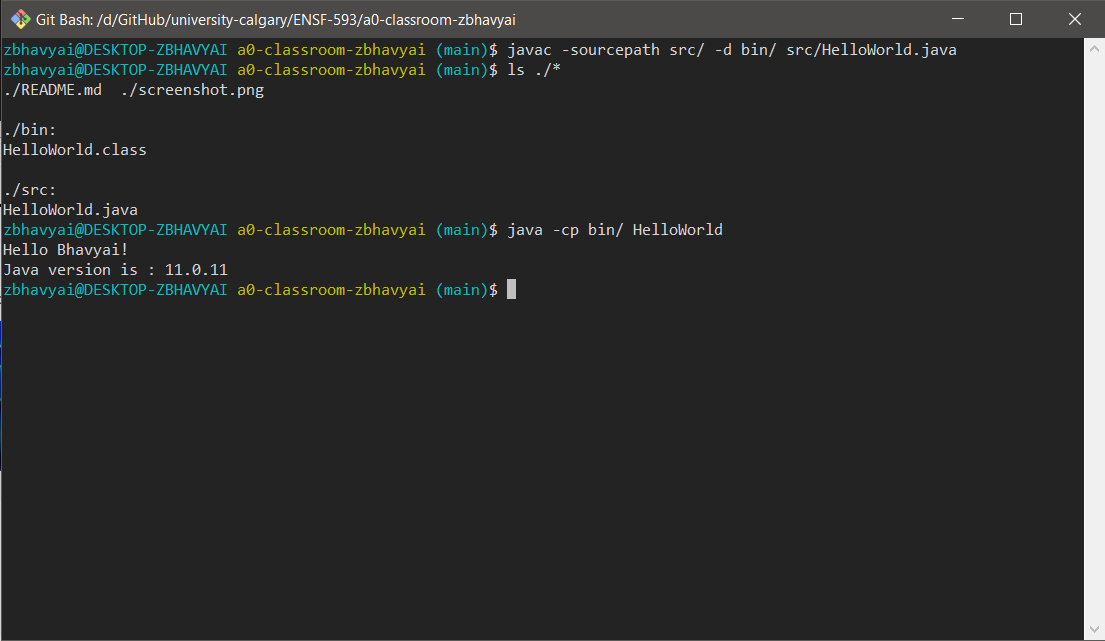 Git Bash: /d/GitHub/university-calgary/ENSF-593/a0-classroom-zbhavyai
zbhavyai@DESKTOP-ZBHAVYAI a0-classroom-zbhavyai (main)$ javac -sourcepath src/ -d bin/ src/HelloWorld.java
zbhavyai@DESKTOP-ZBHAVYAI a0-classroom-zbhavyai (main)$ ls ./*
./README.md  ./screenshot.png

./bin:
HelloWorld.class

./src:
HelloWorld.java
zbhavyai@DESKTOP-ZBHAVYAI a0-classroom-zbhavyai (main)$ java -cp bin/ HelloWorld
Hello Bhavyai!
Java version is : 11.0.11
zbhavyai@DESKTOP-ZBHAVYAI a0-classroom-zbhavyai (main)$